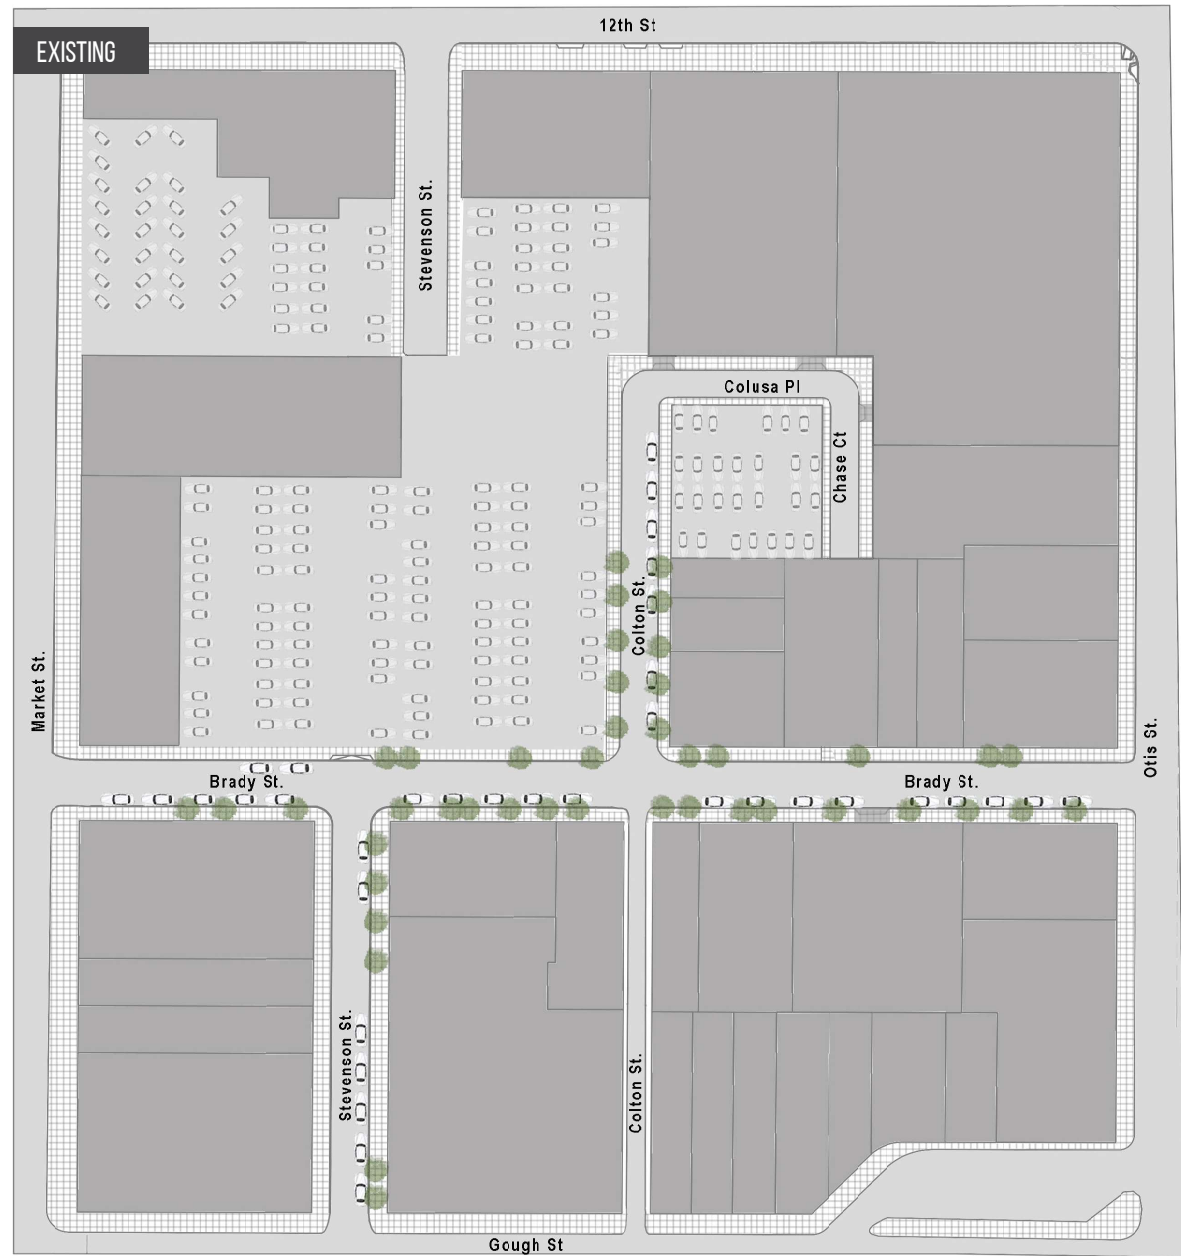 12th St
EXISTING
Stevenson St.
Colusa Pl
Chase Ct
Colton St.
Market St.
Otis St.
Brady St.
Brady St.
Stevenson St.
Colton St.
Gough St